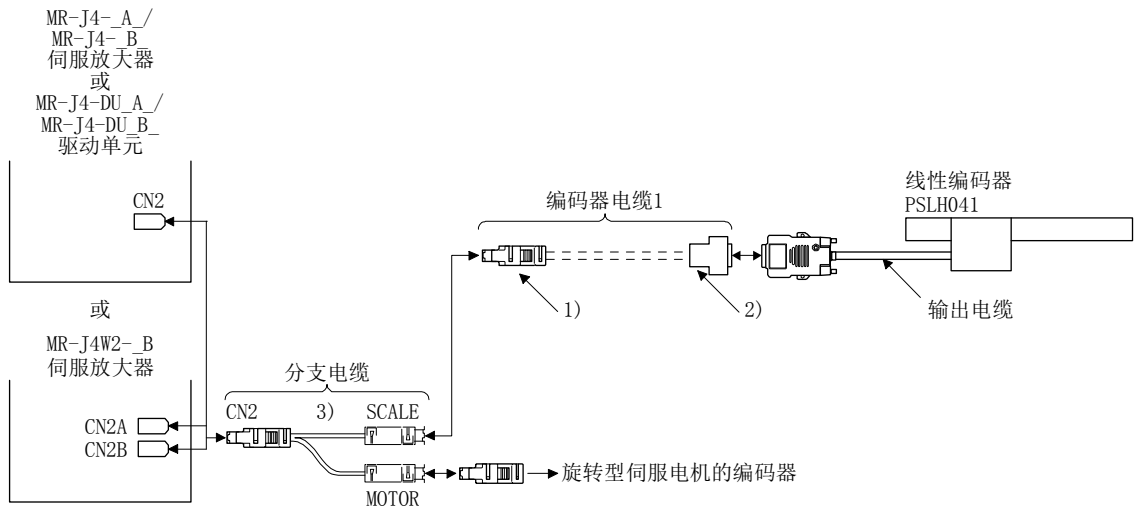 MR-J4-_A_/
MR-J4-_B_
伺服放大器
或
MR-J4-DU_A_/
MR-J4-DU_B_
驱动单元
CN2
或
MR-J4W2-_B
伺服放大器
CN2A
CN2B
分支电缆
CN2
3)
SCALE
MOTOR
旋转型伺服电机的编码器
编码器电缆1
1)
2)
线性编码器
PSLH041
输出电缆